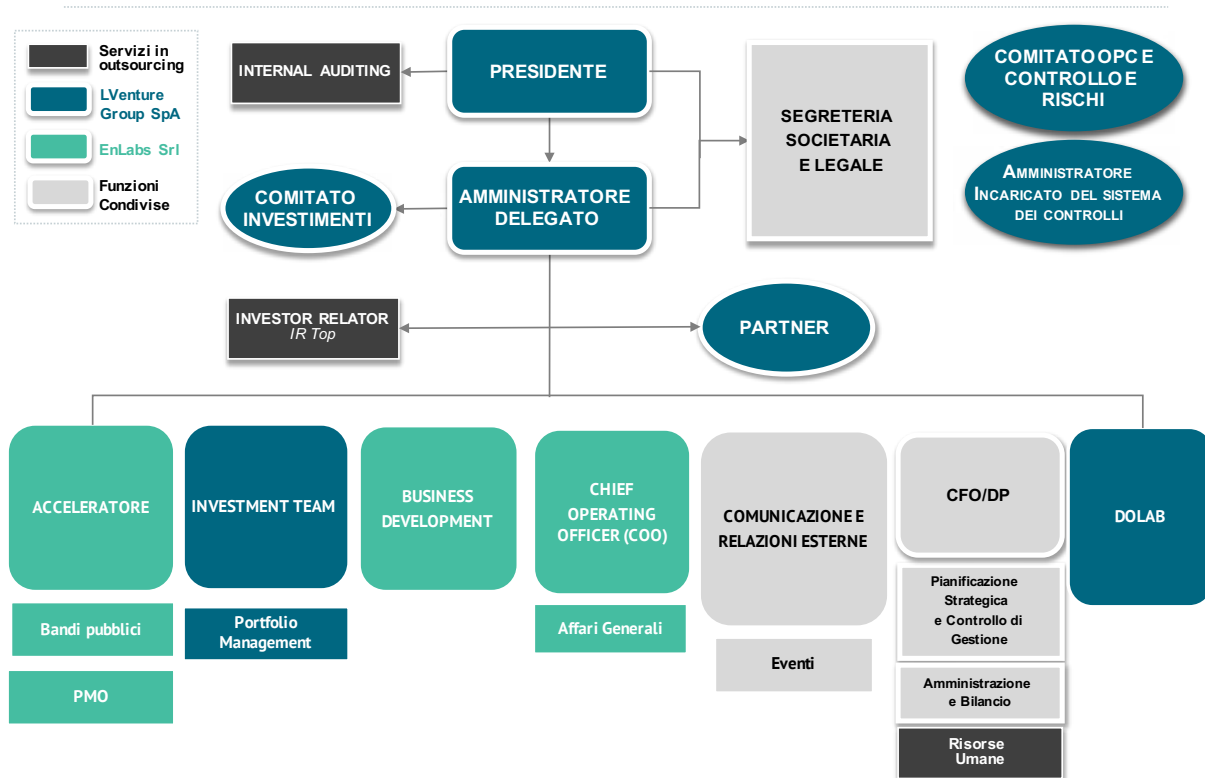 Servizi in
outsourcing
LVenture
Group SpA
EnLabs Srl
Funzioni
Condivise
INTERNAL AUDITING
PRESIDENTE
SEGRETERIA
SOCIETARIA
E LEGALE
COMITATO OPC E
CONTROLLO E
RISCHI
COMITATO
INVESTIMENTI
AMMINISTRATORE
DELEGATO
AMMINISTRATORE
INCARICATO DEL SISTEMA
DEI CONTROLLI
INVESTOR RELATOR
IR Top
PARTNER
ACCELERATORE
INVESTMENT TEAM
BUSINESS
DEVELOPMENT
CHIEF
OPERATING
OFFICER (COO)
COMUNICAZIONE E
RELAZIONI ESTERNE
CFO/DP
DOLAB
Bandi pubblici
PMO
Portfolio
Management
Affari Generali
Eventi
Pianificazione
Strategica
e Controllo di
Gestione
Amministrazione
e Bilancio
Risorse
Umane